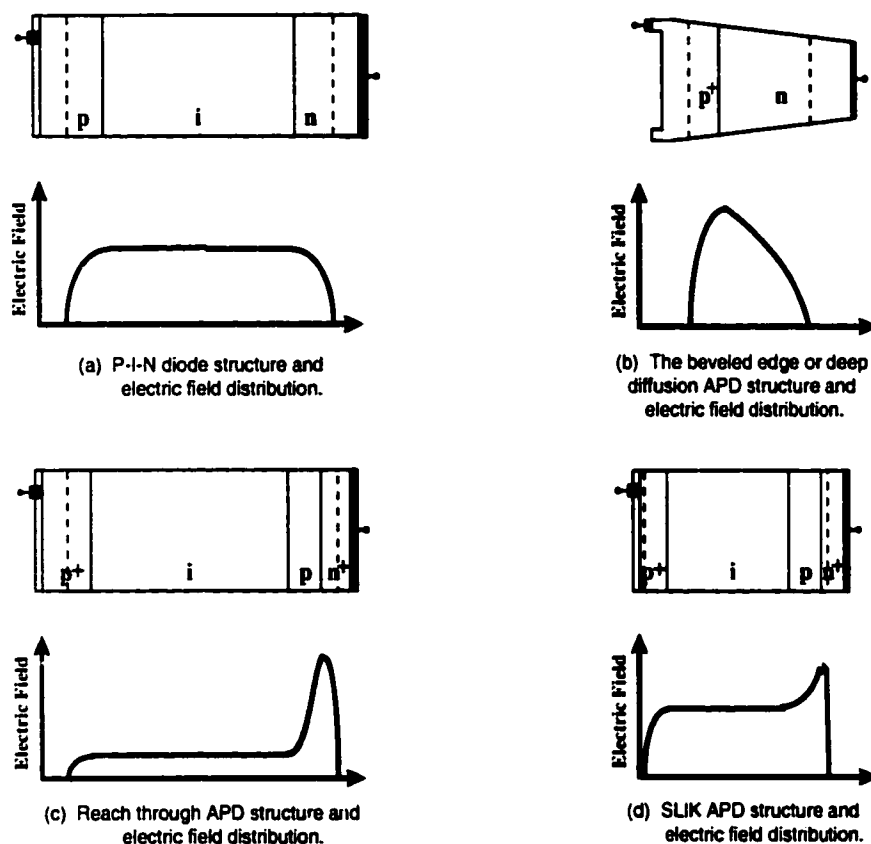 p i n
p+ n
Electric Field
Electric Field
(a) P-I-N diode structure and
electric field distribution.
(b) The beveled edge or deep
diffusion APD structure and
electric field distribution.
p+ i p n+
p+ i p n+
Electric Field
Electric Field
(c) Reach through APD structure and
electric field distribution.
(d) SLIK APD structure and
electric field distribution.